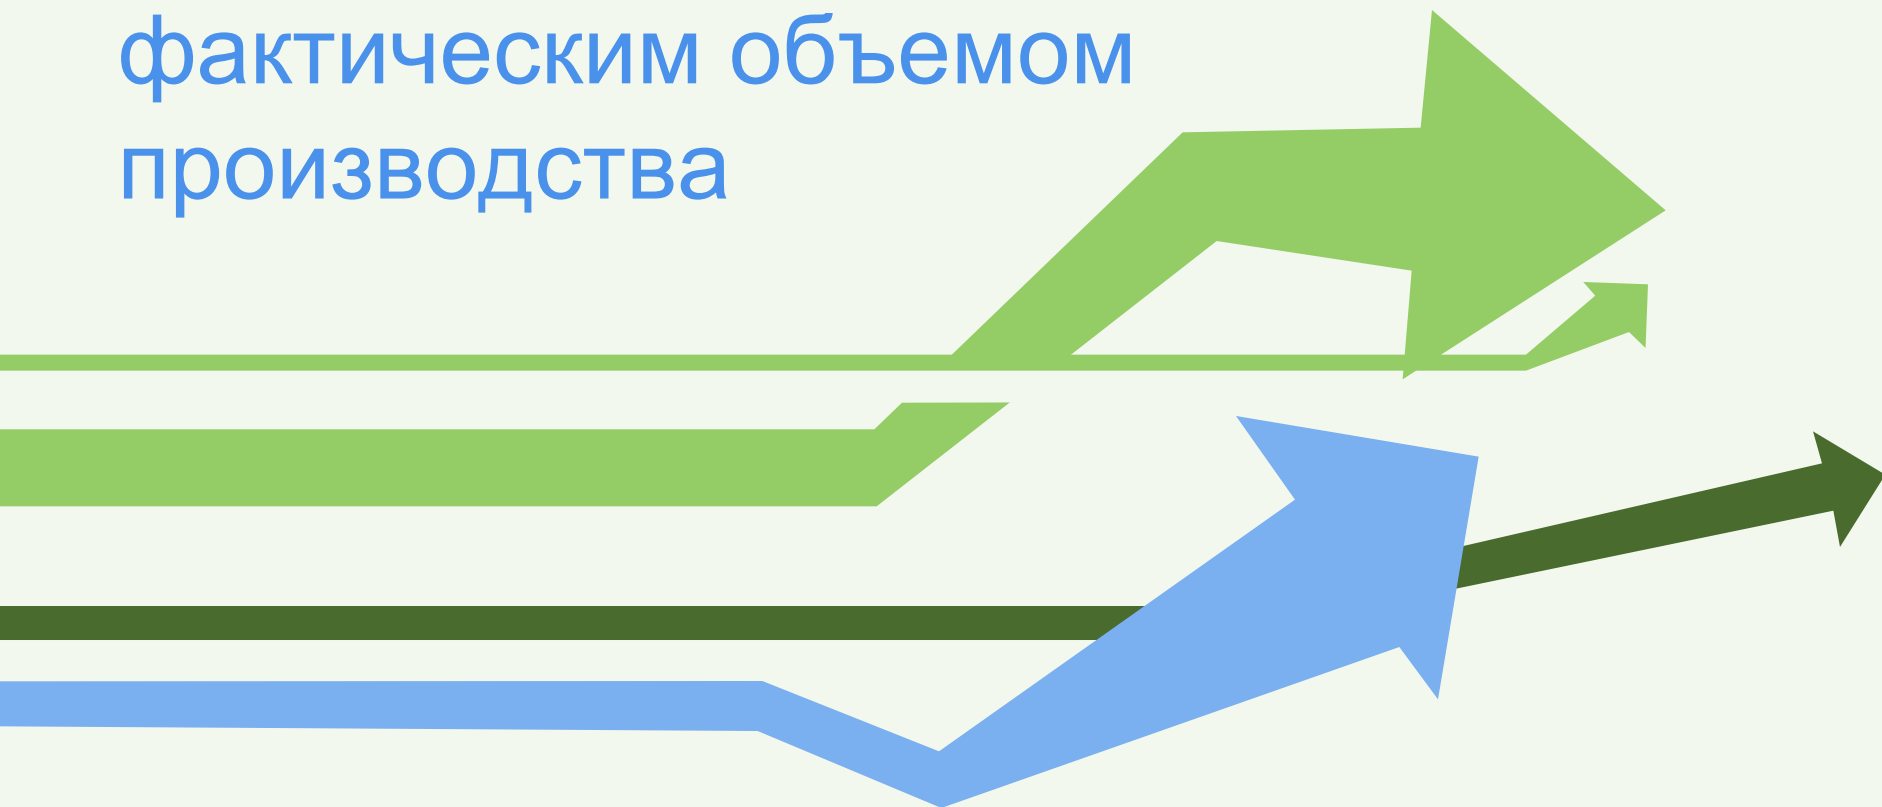 фактическим объемом
производства